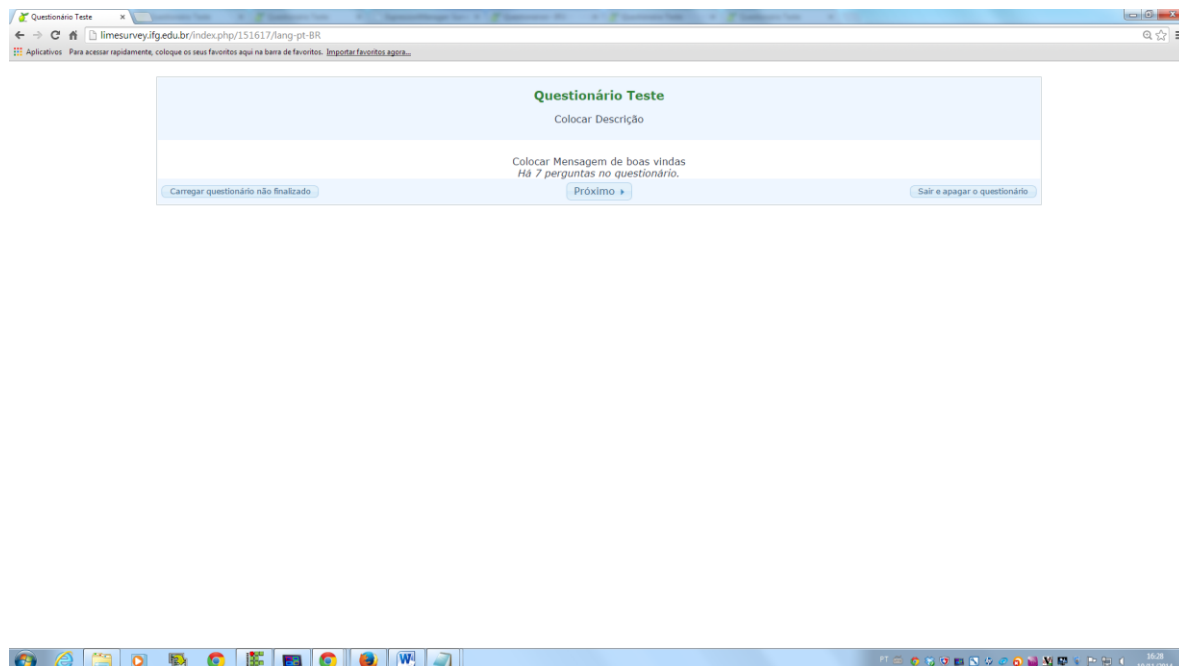 Questionário Teste
limesurvey.ifg.edu.br/index.php/151617/lang-pt-BR
Aplicativos Para acessar rapidamente, coloque os seus favoritos aqui na barra de favoritos. Importar favoritos agora...
Questionário Teste
Colocar Descrição
Colocar Mensagem de boas vindas
Há 7 perguntas no questionário.
Carregar questionário não finalizado
Próximo
Sair e apagar o questionário
PT
16:28